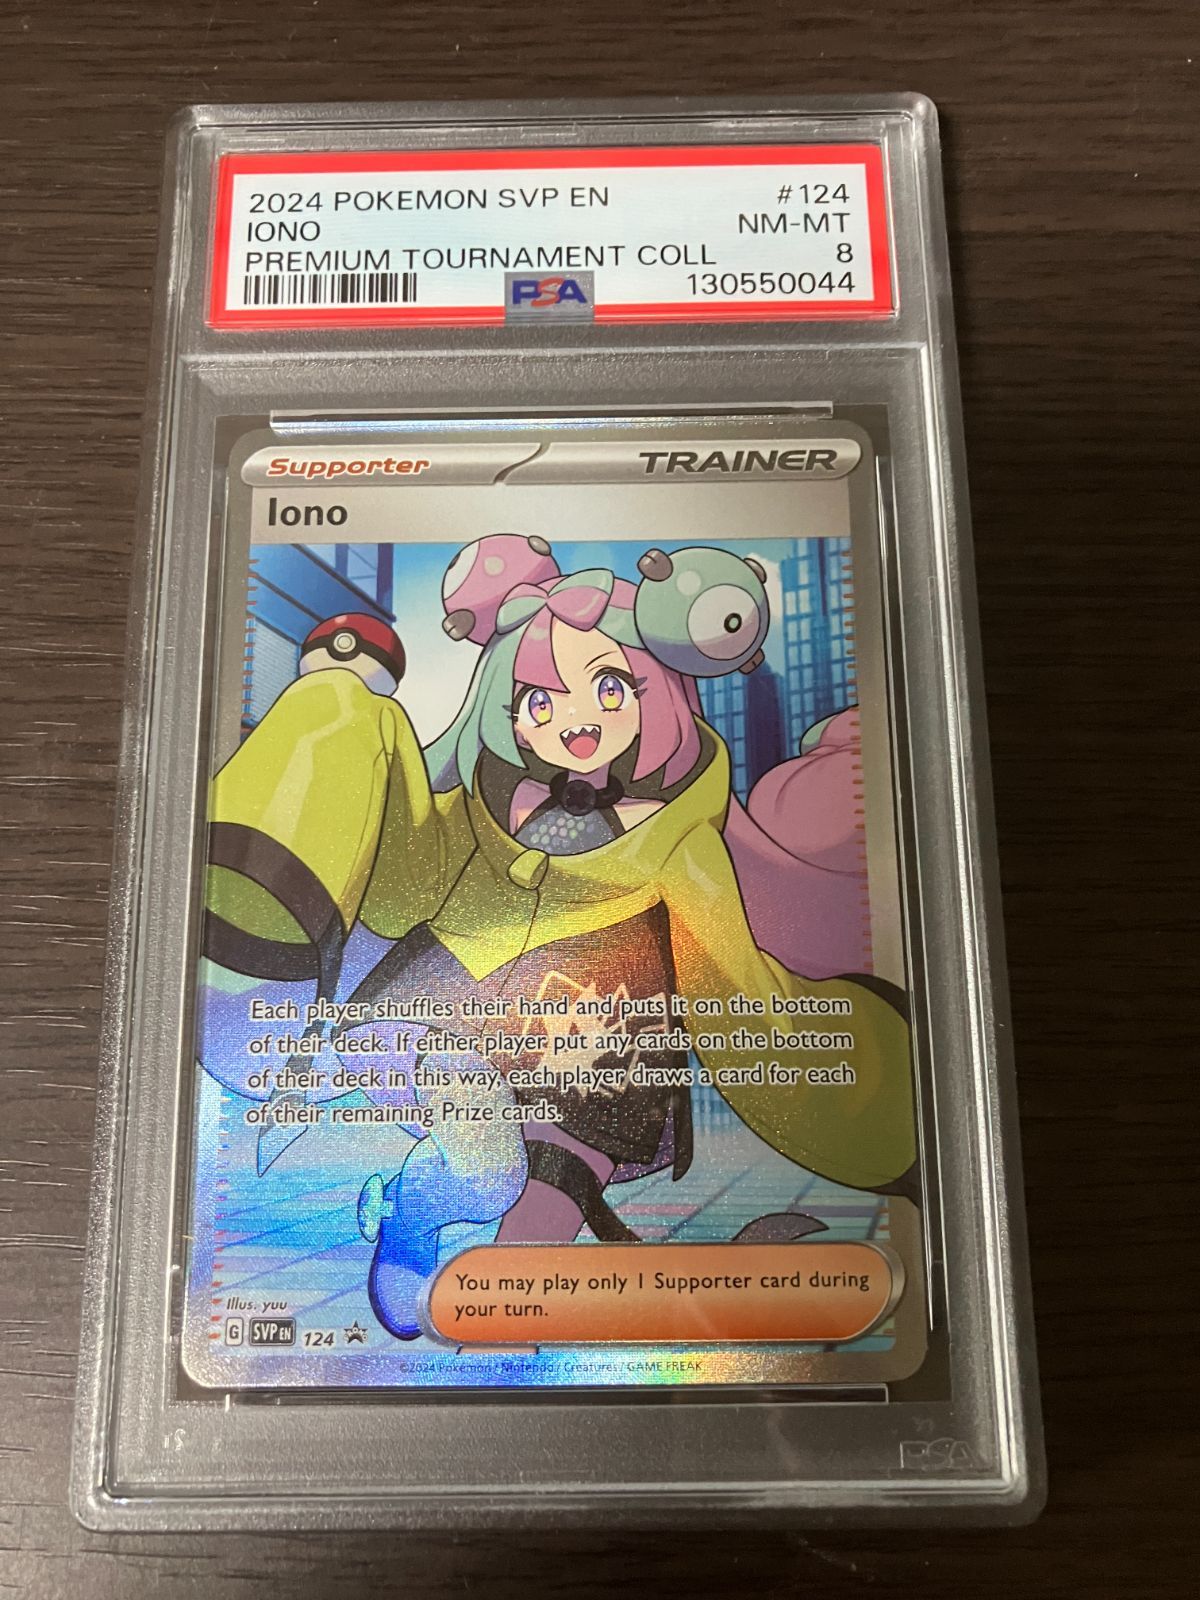 2024 POKEMON SVP EN #124
IONO NM-MT
PREMIUM TOURNAMENT COLL 8
PSA 130550044
Supporter TRAINER
Iono
Each player shuffles their hand and puts it on the bottom
of their deck. If either player put any cards on the bottom
of their deck in this way, each player draws a card for each
of their remaining Prize cards.
You may play only 1 Supporter card during
your turn.
Illus. yuu
G SVP EN 124
©2024 Pokémon / Nintendo / Creatures / GAME FREAK
PSA